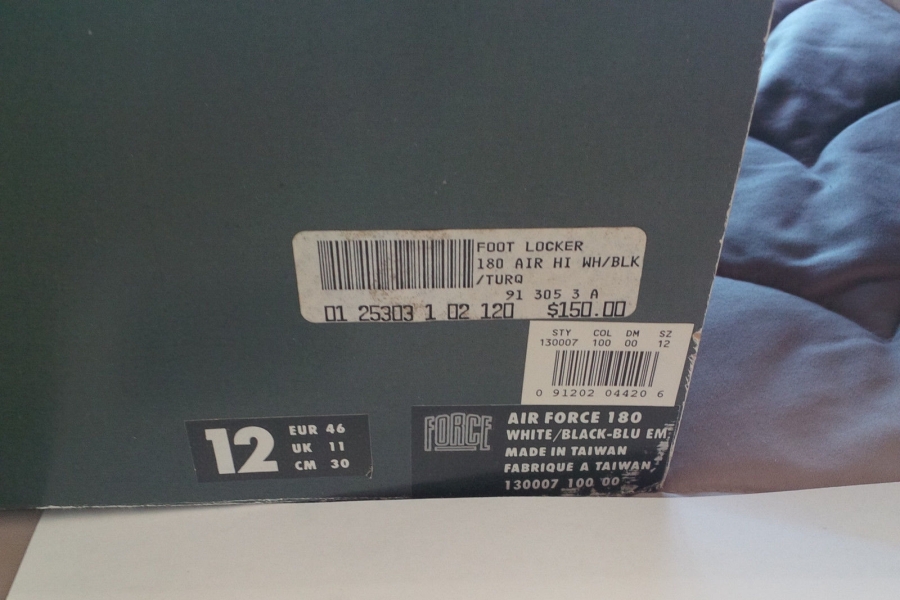 FOOT LOCKER
180 AIR HI WH/BLK
/TURQ
91 305 3 A
01 25303 1 02 120 $150.00
STY COL DM SZ
130007 100 00 12
0 91202 04420 6
12
EUR 46
UK 11
CM 30
FORCE
AIR FORCE 180
WHITE/BLACK-BLU EM
MADE IN TAIWAN
FABRIQUE A TAIWAN
130007 100 00